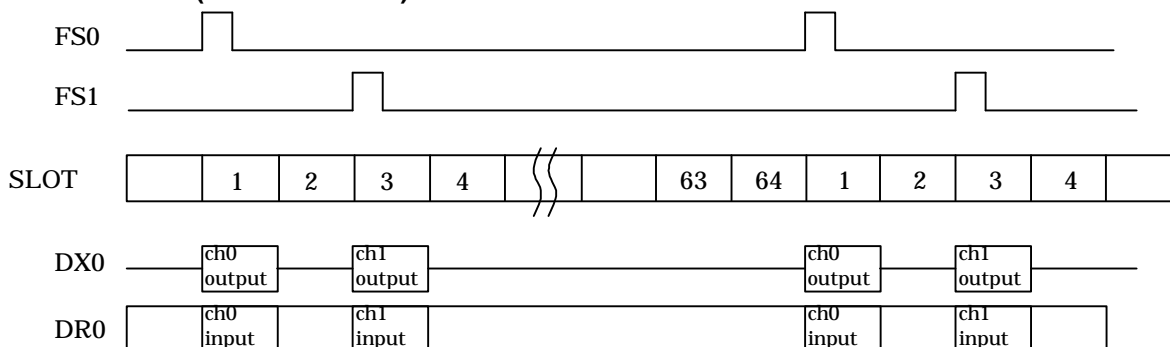 FS0
FS1
SLOT 1 2 3 4 63 64 1 2 3 4
DX0 ch0 output ch1 output ch0 output ch1 output
DR0 ch0 input ch1 input ch0 input ch1 input